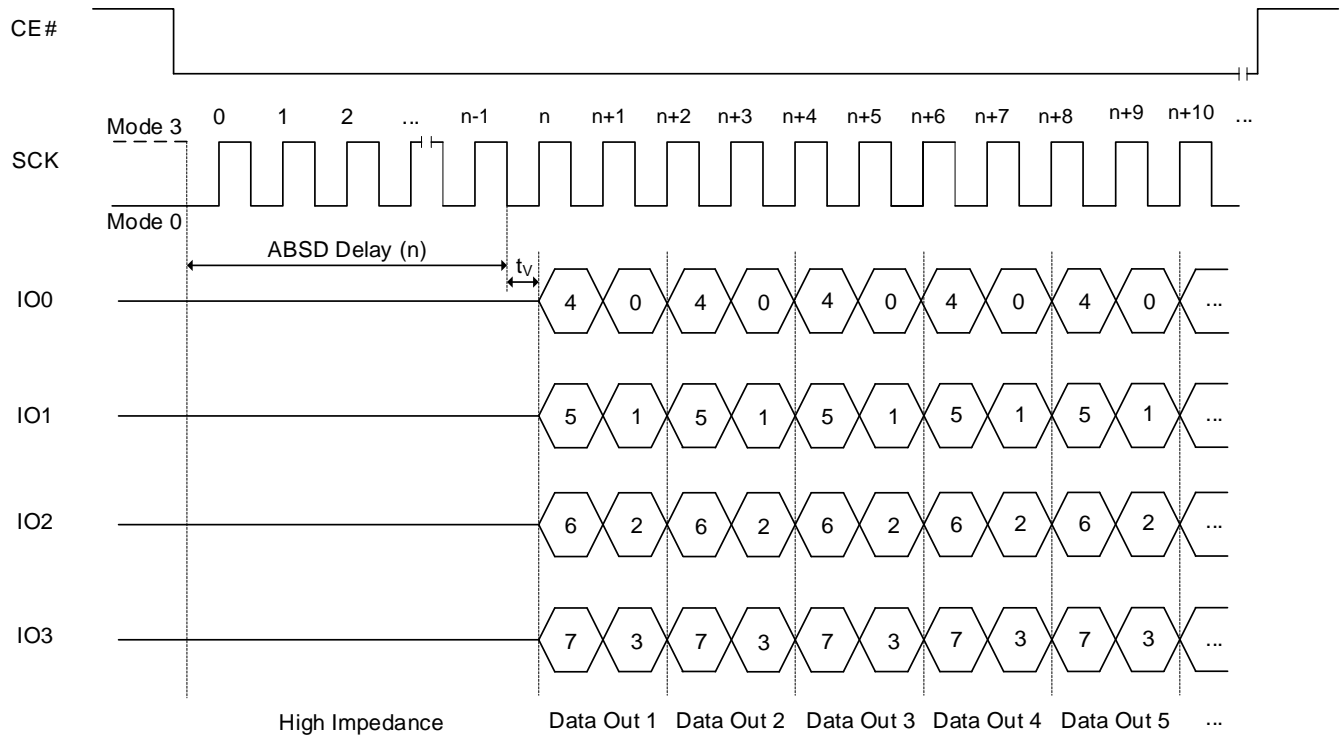 CE#
Mode 3 0 1 2 ... n-1 n n+1 n+2 n+3 n+4 n+5 n+6 n+7 n+8 n+9 n+10 ...
SCK
Mode 0
ABSD Delay (n)
tV
IO0 4 0 4 0 4 0 4 0 4 0 ...
IO1 5 1 5 1 5 1 5 1 5 1 ...
IO2 6 2 6 2 6 2 6 2 6 2 ...
IO3 7 3 7 3 7 3 7 3 7 3 ...
High Impedance Data Out 1 Data Out 2 Data Out 3 Data Out 4 Data Out 5 ...